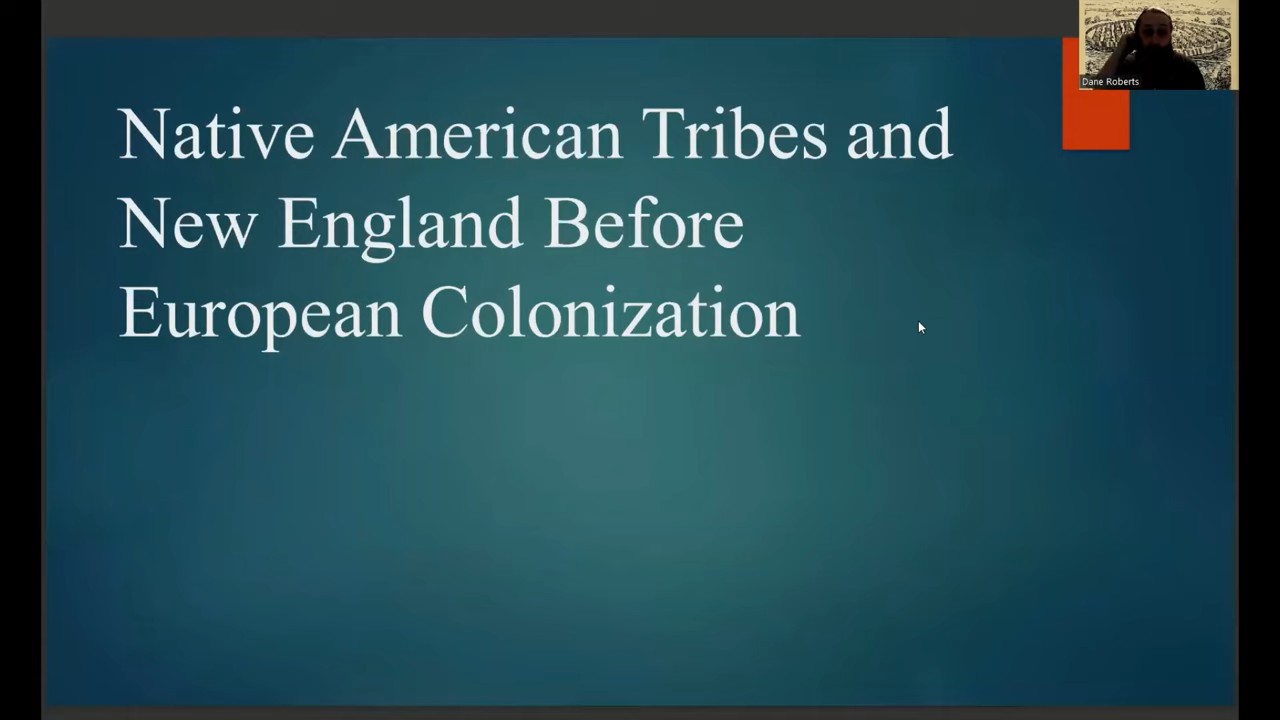 Native American Tribes and
New England Before
European Colonization
Dane Roberts